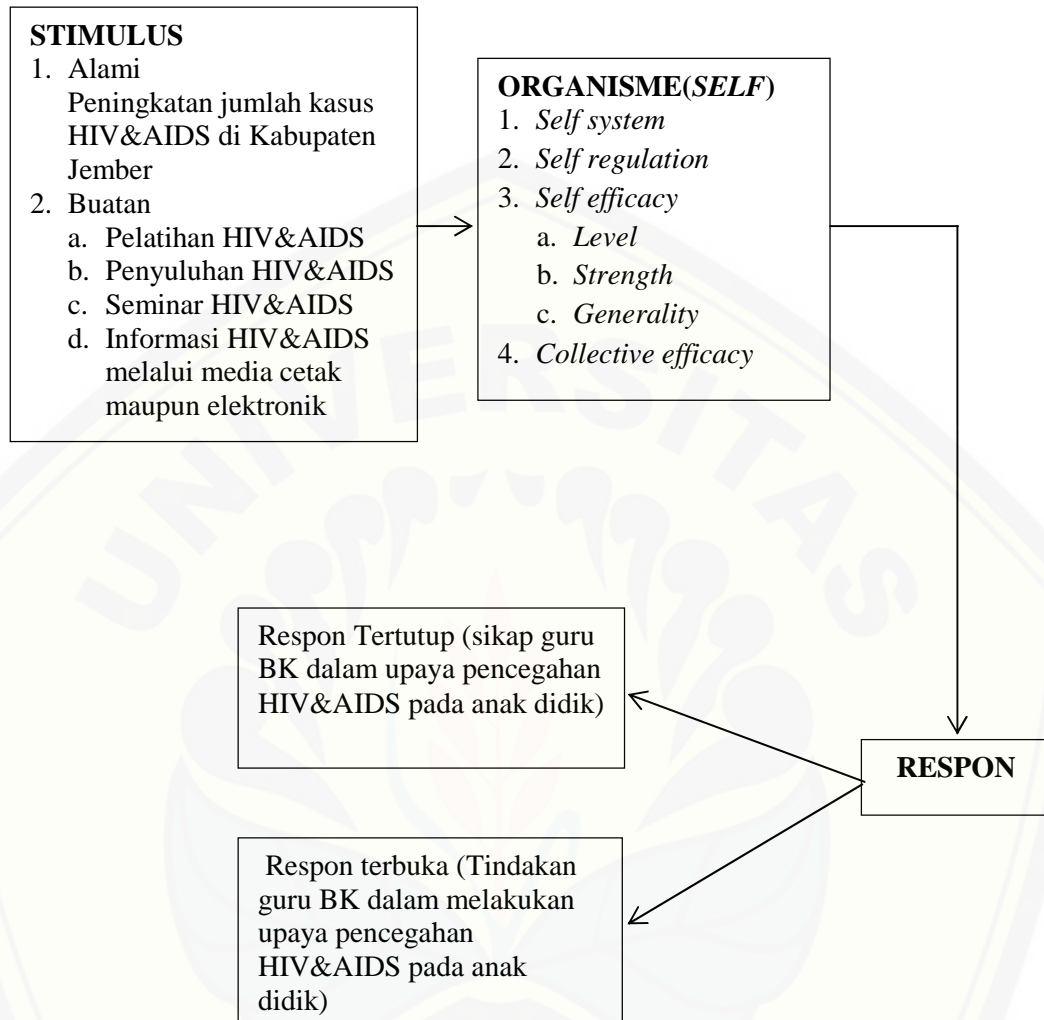 STIMULUS
1. Alami
Peningkatan jumlah kasus
HIV&AIDS di Kabupaten
Jember
2. Buatan
a. Pelatihan HIV&AIDS
b. Penyuluhan HIV&AIDS
c. Seminar HIV&AIDS
d. Informasi HIV&AIDS
melalui media cetak
maupun elektronik
ORGANISME(SELF)
1. Self system
2. Self regulation
3. Self efficacy
a. Level
b. Strength
c. Generality
4. Collective efficacy
RESPON
Respon Tertutup (sikap guru
BK dalam upaya pencegahan
HIV&AIDS pada anak didik)
Respon terbuka (Tindakan
guru BK dalam melakukan
upaya pencegahan
HIV&AIDS pada anak
didik)
UNIVERSITAS